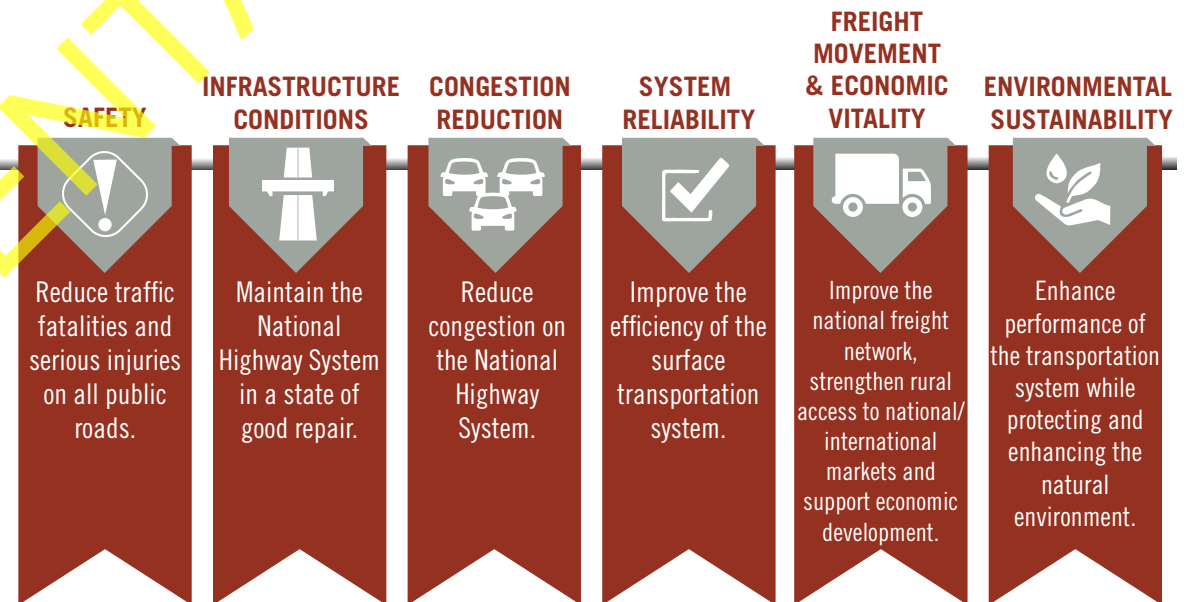 SAFETY
Reduce traffic
fatalities and
serious injuries
on all public
roads.
INFRASTRUCTURE
CONDITIONS
Maintain the
National
Highway System
in a state of
good repair.
CONGESTION
REDUCTION
Reduce
congestion on
the National
Highway
System.
SYSTEM
RELIABILITY
Improve the
efficiency of the
surface
transportation
system.
FREIGHT
MOVEMENT
& ECONOMIC
VITALITY
Improve the
national freight
network,
strengthen rural
access to national/
international
markets and
support economic
development.
ENVIRONMENTAL
SUSTAINABILITY
Enhance
performance of
the transportation
system while
protecting and
enhancing the
natural
environment.